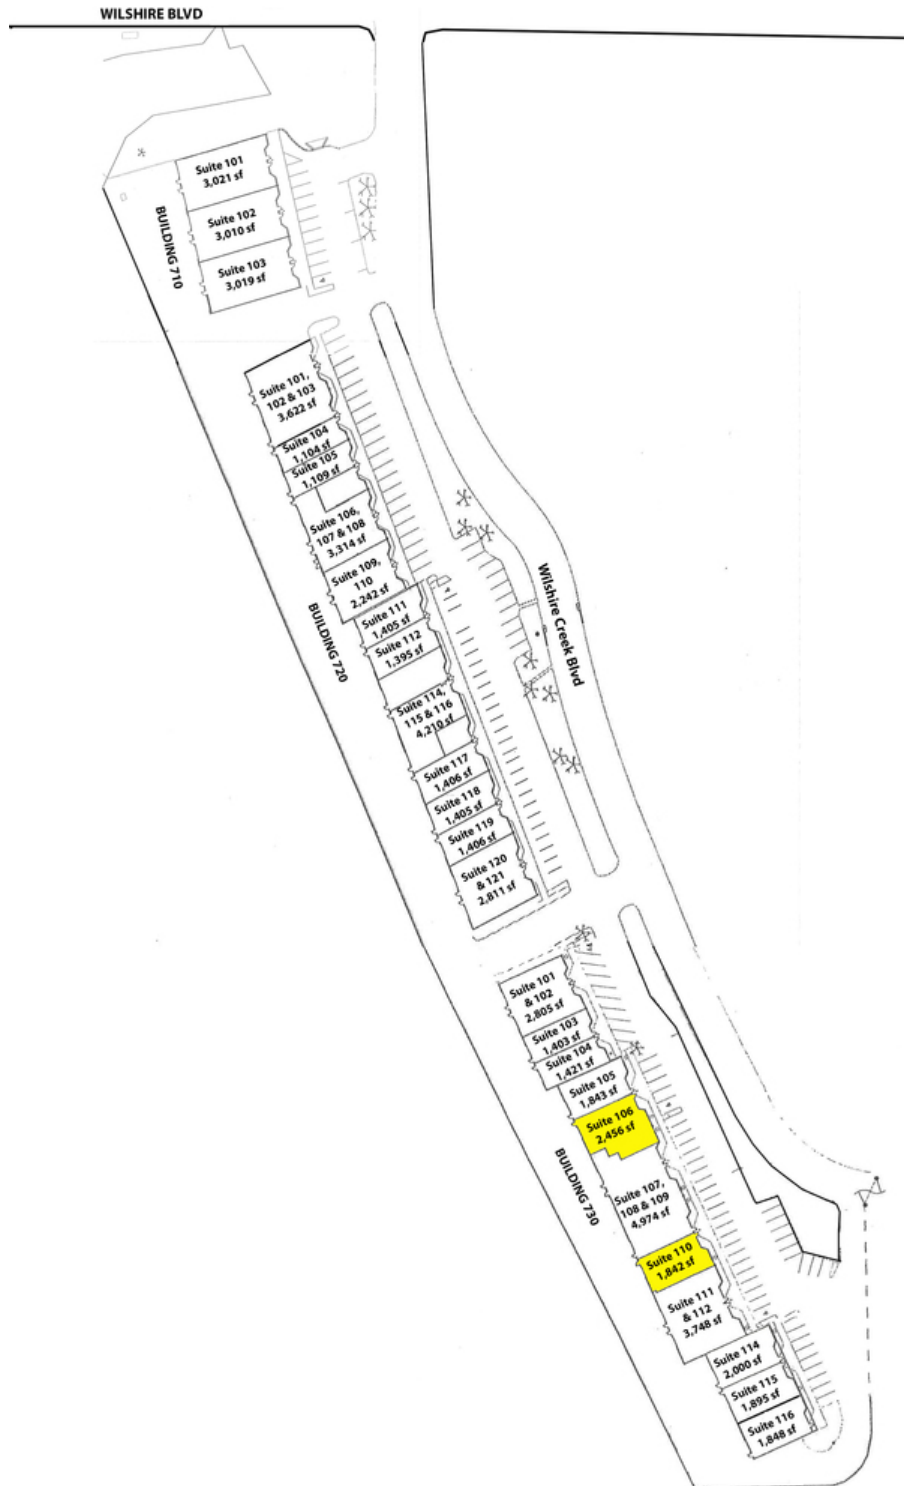 WILSHIRE BLVD
Suite 101
3,021 sf
Suite 102
3,010 sf
Suite 103
3,019 sf
BUILDING 710
Suite 101,
102 & 103
3,622 sf
Suite 104
1,104 sf
Suite 105
1,109 sf
Suite 106,
107 & 108
3,314 sf
Suite 109,
110
2,242 sf
Suite 111
1,405 sf
Suite 112
1,395 sf
Suite 114,
115 & 116
4,210 sf
Suite 117
1,406 sf
Suite 118
1,405 sf
Suite 119
1,406 sf
Suite 120
& 121
2,811 sf
BUILDING 720
Wilshire Creek Blvd
Suite 101
& 102
2,805 sf
Suite 103
1,403 sf
Suite 104
1,421 sf
Suite 105
1,843 sf
Suite 106
2,456 sf
Suite 107,
108 & 109
4,974 sf
Suite 110
1,842 sf
Suite 111
& 112
3,748 sf
Suite 114
2,000 sf
Suite 115
1,895 sf
Suite 116
1,848 sf
BUILDING 730